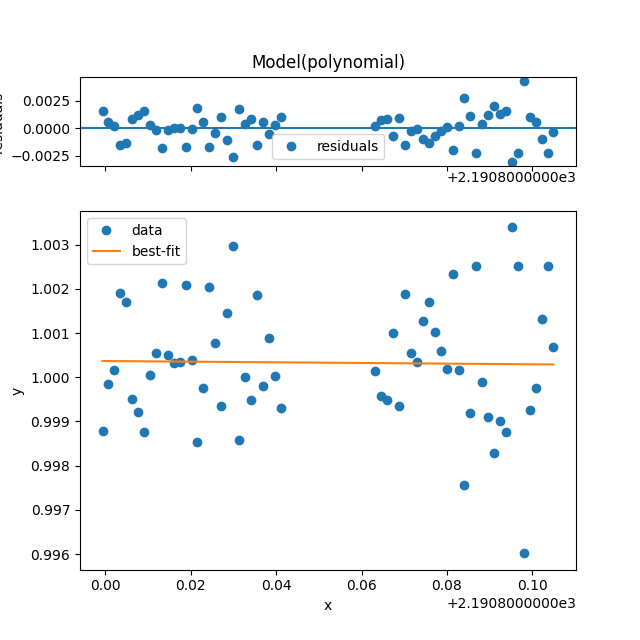 Model(polynomial)
0.0025
0.0000
−0.0025
residuals
residuals
+2.1908000000e3
data
best-fit
1.003
1.002
1.001
1.000
0.999
0.998
0.997
0.996
y
0.00
0.02
0.04
0.06
0.08
0.10
x
+2.1908000000e3